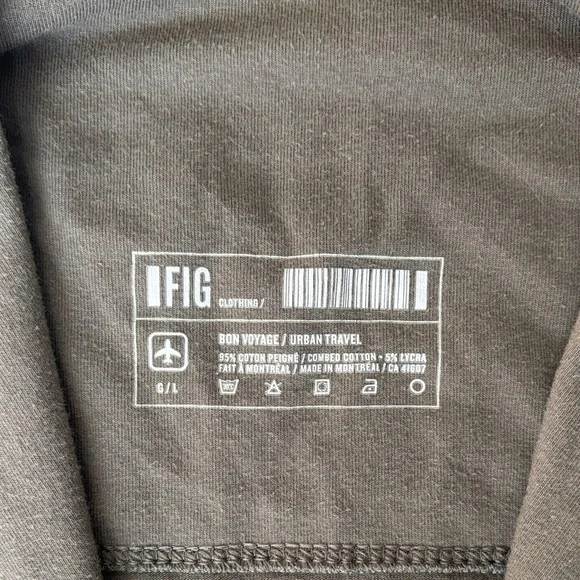 FIG CLOTHING /
BON VOYAGE / URBAN TRAVEL
95% COTON PEIGNÉ / COMBED COTTON • 5% LYCRA
FAIT À MONTRÉAL / MADE IN MONTRÉAL / CA 41607
G / L